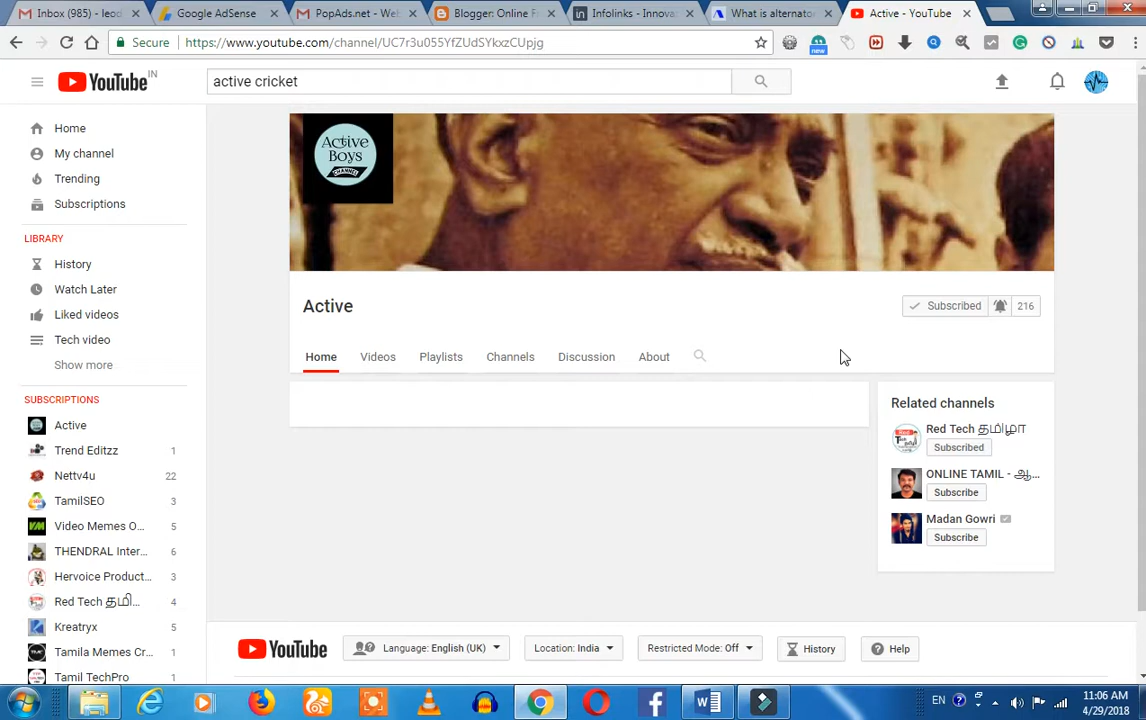 Inbox (985) - leod
Google AdSense
PopAds.net - Web
Blogger: Online F
Infolinks - Innova
What is alternato
Active - YouTube
Secure
https://www.youtube.com/channel/UC7r3u055YfZUdSYkxzCUpjg
new
YouTube IN
active cricket
Home
My channel
Trending
Subscriptions
LIBRARY
History
Watch Later
Liked videos
Tech video
Show more
SUBSCRIPTIONS
Active
Trend Editzz 1
Nettv4u 22
TamilSEO 3
Video Memes O... 5
THENDRAL Inter... 6
Hervoice Product... 3
Red Tech தமி... 4
Kreatryx 5
Tamila Memes Cr... 1
Tamil TechPro 1
Active
Boys
CHANNEL
Active
Subscribed 216
Home Videos Playlists Channels Discussion About
Related channels
Red Tech தமிழா
Subscribed
ONLINE TAMIL - ஆ...
Subscribe
Madan Gowri
Subscribe
YouTube
Language: English (UK)
Location: India
Restricted Mode: Off
History
Help
EN
11:06 AM
4/29/2018